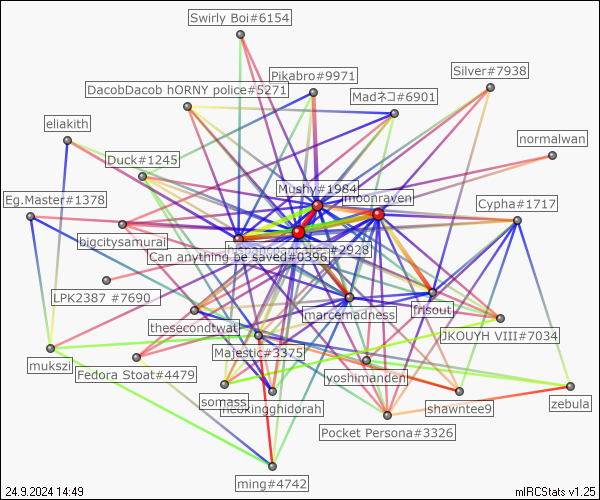 Swirly Boi#6154
Pikabro#9971
Silver#7938
DacobDacob hORNY police#5271
Madネコ#6901
eliakith
normalwan
Duck#1245
Mushy#1984
moonraven
Eg.Master#1378
Cypha#1717
bigcitysamurai
#2923
Can anything be saved#0396
LPK2387 #7690
marcemedness
frisout
thesecondtwat
JKOUYH VIII#7034
Majestic#3375
mukszi
Fedora Stoat#4479
yoshimanden
somass
neokingghidorah
shawntee9
zebula
Pocket Persona#3326
ming#4742
24.9.2024 14:49
mIRCStats v1.25